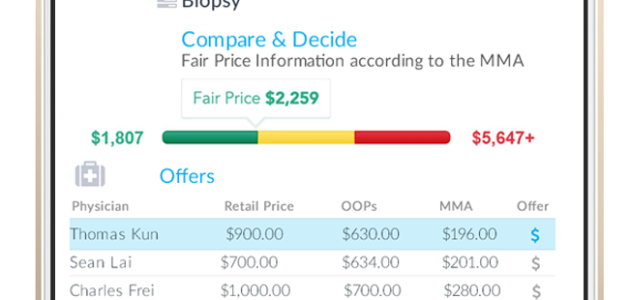 Biopsy
Compare & Decide
Fair Price Information according to the MMA
Fair Price $2,259
$1,807 $5,647+
Offers
Physician Retail Price OOPs MMA Offer
Thomas Kun $900.00 $630.00 $196.00 $
Sean Lai $700.00 $634.00 $201.00 $
Charles Frei $1,000.00 $700.00 $280.00 $